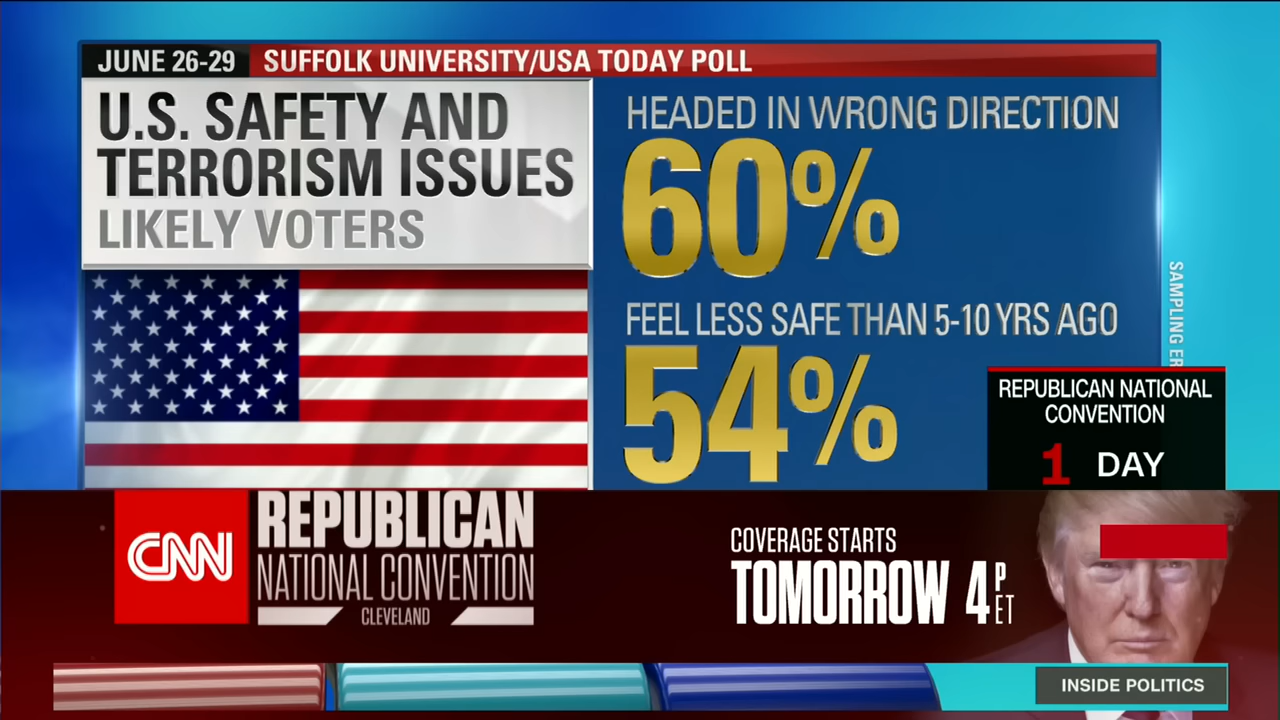 JUNE 26-29
SUFFOLK UNIVERSITY/USA TODAY POLL
U.S. SAFETY AND
TERRORISM ISSUES
LIKELY VOTERS
HEADED IN WRONG DIRECTION
60%
FEEL LESS SAFE THAN 5-10 YRS AGO
54%
SAMPLING
REPUBLICAN NATIONAL
CONVENTION
1 DAY
CNN
REPUBLICAN
NATIONAL CONVENTION
CLEVELAND
COVERAGE STARTS
TOMORROW 4P
ET
INSIDE POLITICS